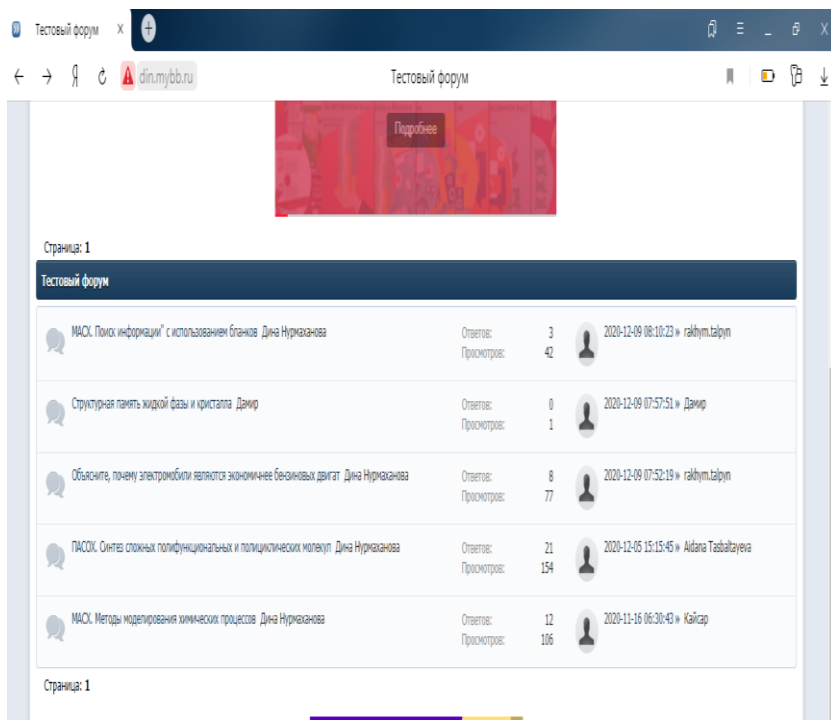 Тестовый форум
din.mybb.ru
Тестовый форум
Подробнее
Страница: 1
Тестовый форум
МАСХ. Поиск информации" с использованием бланков Дина Нурмаханова
Ответов: 3
Просмотров: 42
2020-12-09 08:10:23 » rakhym.talpyn
Структурная память жидкой фазы и кристалла Дамир
Ответов: 0
Просмотров: 1
2020-12-09 07:57:51 » Дамир
Объясните, почему электромобили являются экономичнее бензиновых двигат Дина Нурмаханова
Ответов: 8
Просмотров: 77
2020-12-09 07:52:19 » rakhym.talpyn
ПАСОХ. Синтез сложных полифункциональных и полициклических молекул Дина Нурмаханова
Ответов: 21
Просмотров: 154
2020-12-05 15:15:45 » Aidana Tasbaltayeva
МАСХ. Методы моделирования химических процессов Дина Нурмаханова
Ответов: 12
Просмотров: 106
2020-11-16 06:30:43 » Кайсар
Страница: 1